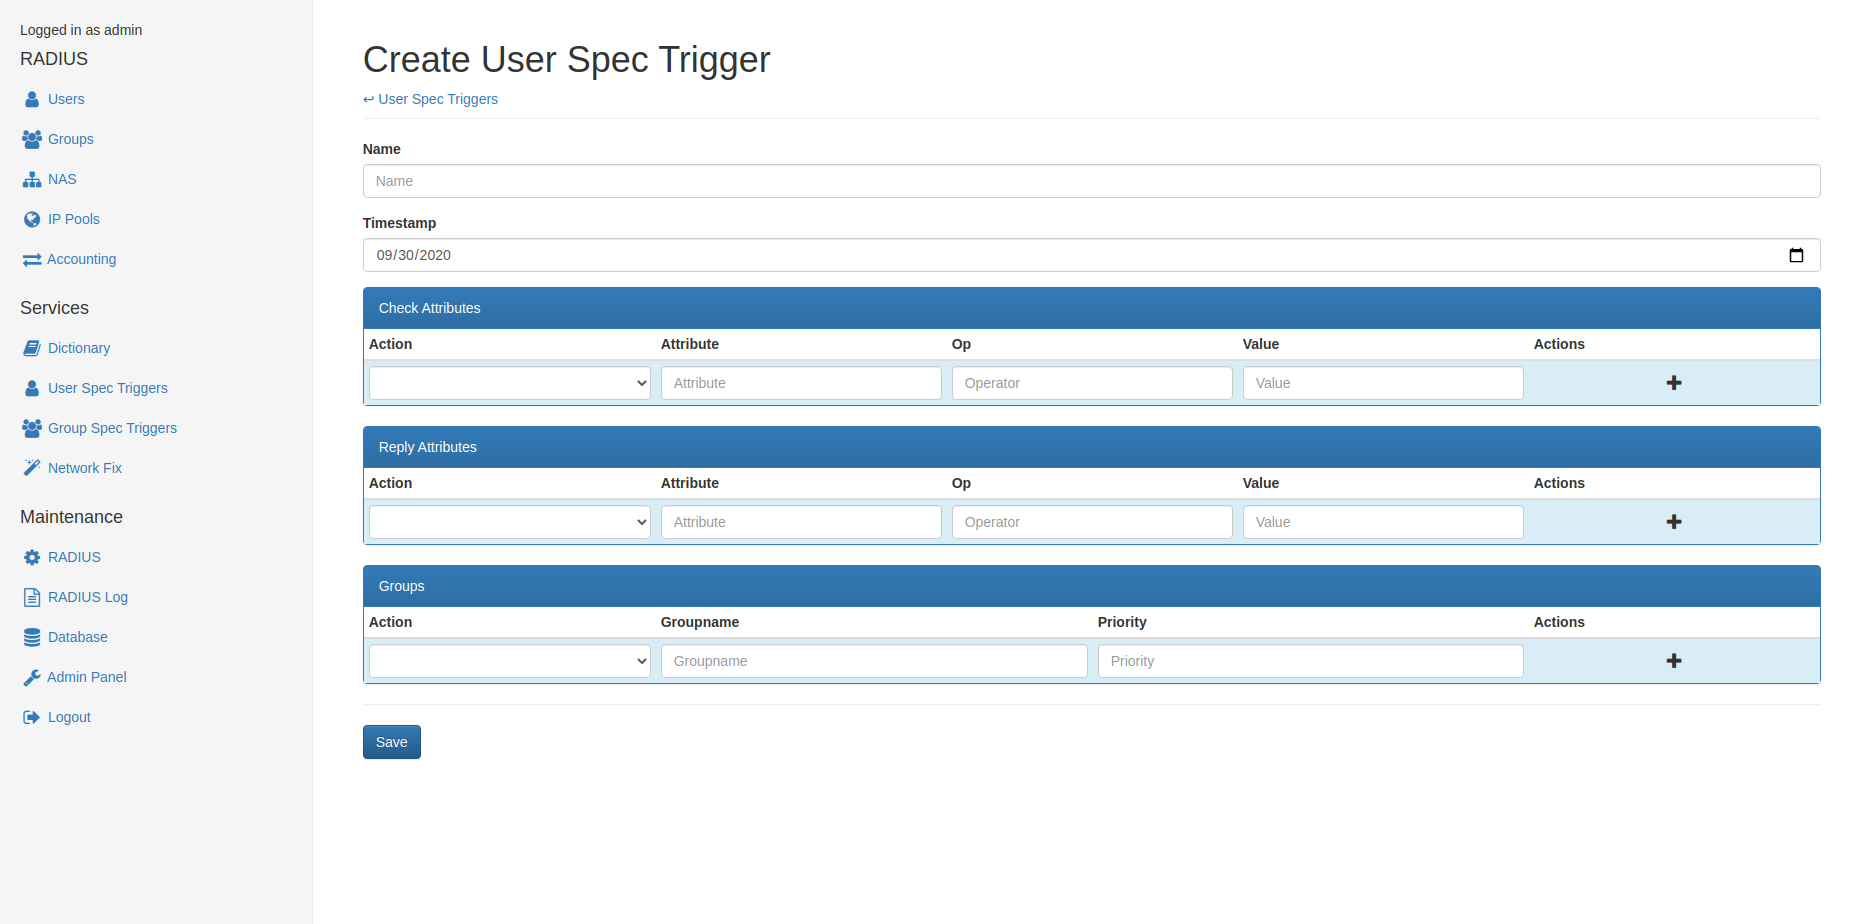 Logged in as admin
RADIUS
Users
Groups
NAS
IP Pools
Accounting
Services
Dictionary
User Spec Triggers
Group Spec Triggers
Network Fix
Maintenance
RADIUS
RADIUS Log
Database
Admin Panel
Logout
Create User Spec Trigger
↩ User Spec Triggers
Name
Name
Timestamp
09/30/2020
Check Attributes
Action Attribute Op Value Actions
Attribute Operator Value
Reply Attributes
Action Attribute Op Value Actions
Attribute Operator Value
Groups
Action Groupname Priority Actions
Groupname Priority
Save